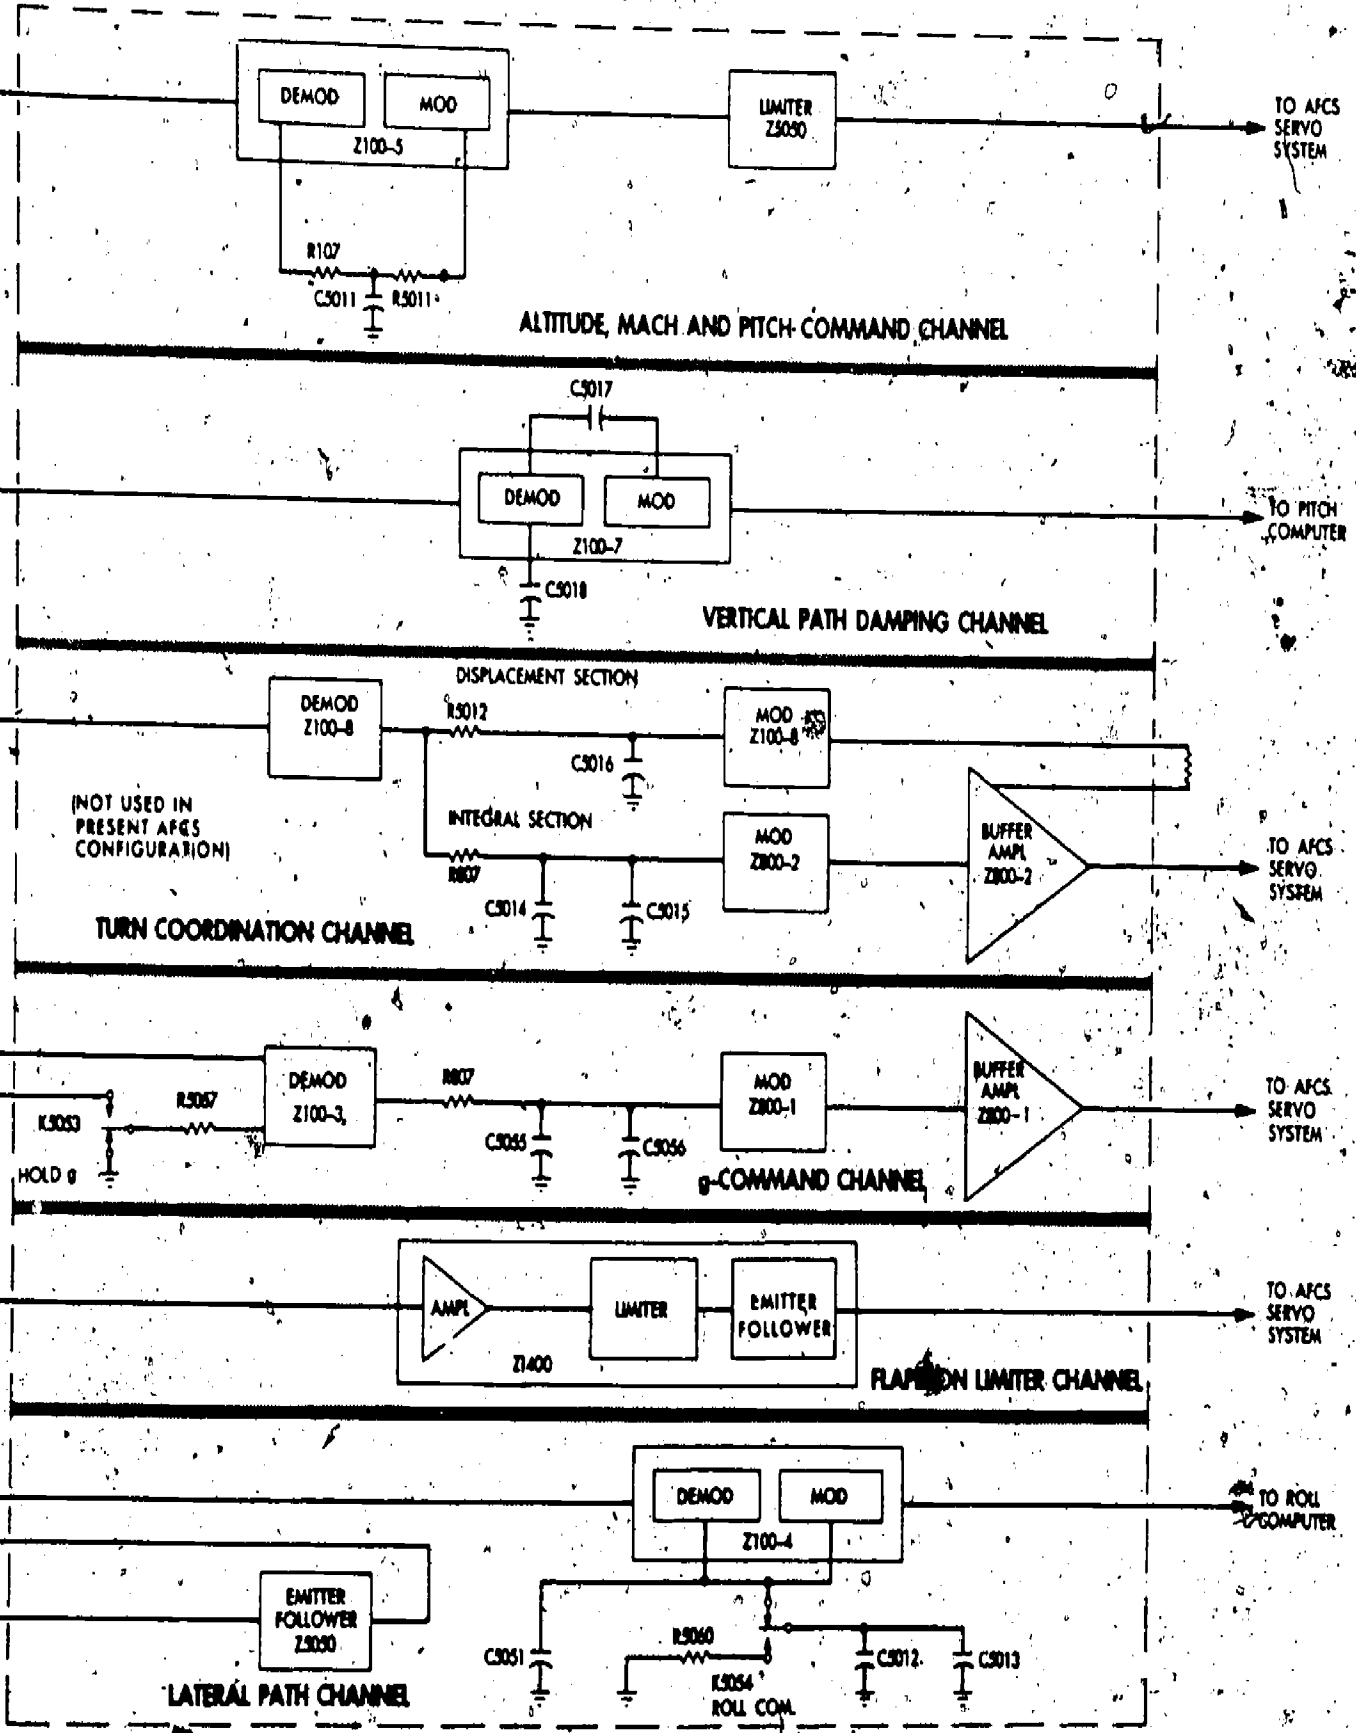 DEMOD
MOD
Z100-5
LIMITER
Z5050
TO AFCS
SERVO
SYSTEM
R107
C5011
R5011
ALTITUDE, MACH AND PITCH COMMAND CHANNEL
C5017
DEMOD
MOD
Z100-7
C5018
TO PITCH
COMPUTER
VERTICAL PATH DAMPING CHANNEL
DISPLACEMENT SECTION
DEMOD
Z100-8
R5012
C5016
MOD
Z100-8
(NOT USED IN
PRESENT AFCS
CONFIGURATION)
INTEGRAL SECTION
R807
C5014
C5015
MOD
Z800-2
BUFFER
AMPL
Z800-2
TO AFCS
SERVO
SYSTEM
TURN COORDINATION CHANNEL
K5053
HOLD g
R5067
DEMOD
Z100-3
R807
C5055
C5056
MOD
Z800-1
BUFFER
AMPL
Z800-1
TO AFCS
SERVO
SYSTEM
g-COMMAND CHANNEL
AMPL
LIMITER
EMITTER
FOLLOWER
Z1400
TO AFCS
SERVO
SYSTEM
LIMITER CHANNEL
DEMOD
MOD
Z100-4
TO ROLL
COMPUTER
EMITTER
FOLLOWER
Z5050
C5051
R5060
K5054
ROLL COM.
C5012
C5013
LATERAL PATH CHANNEL